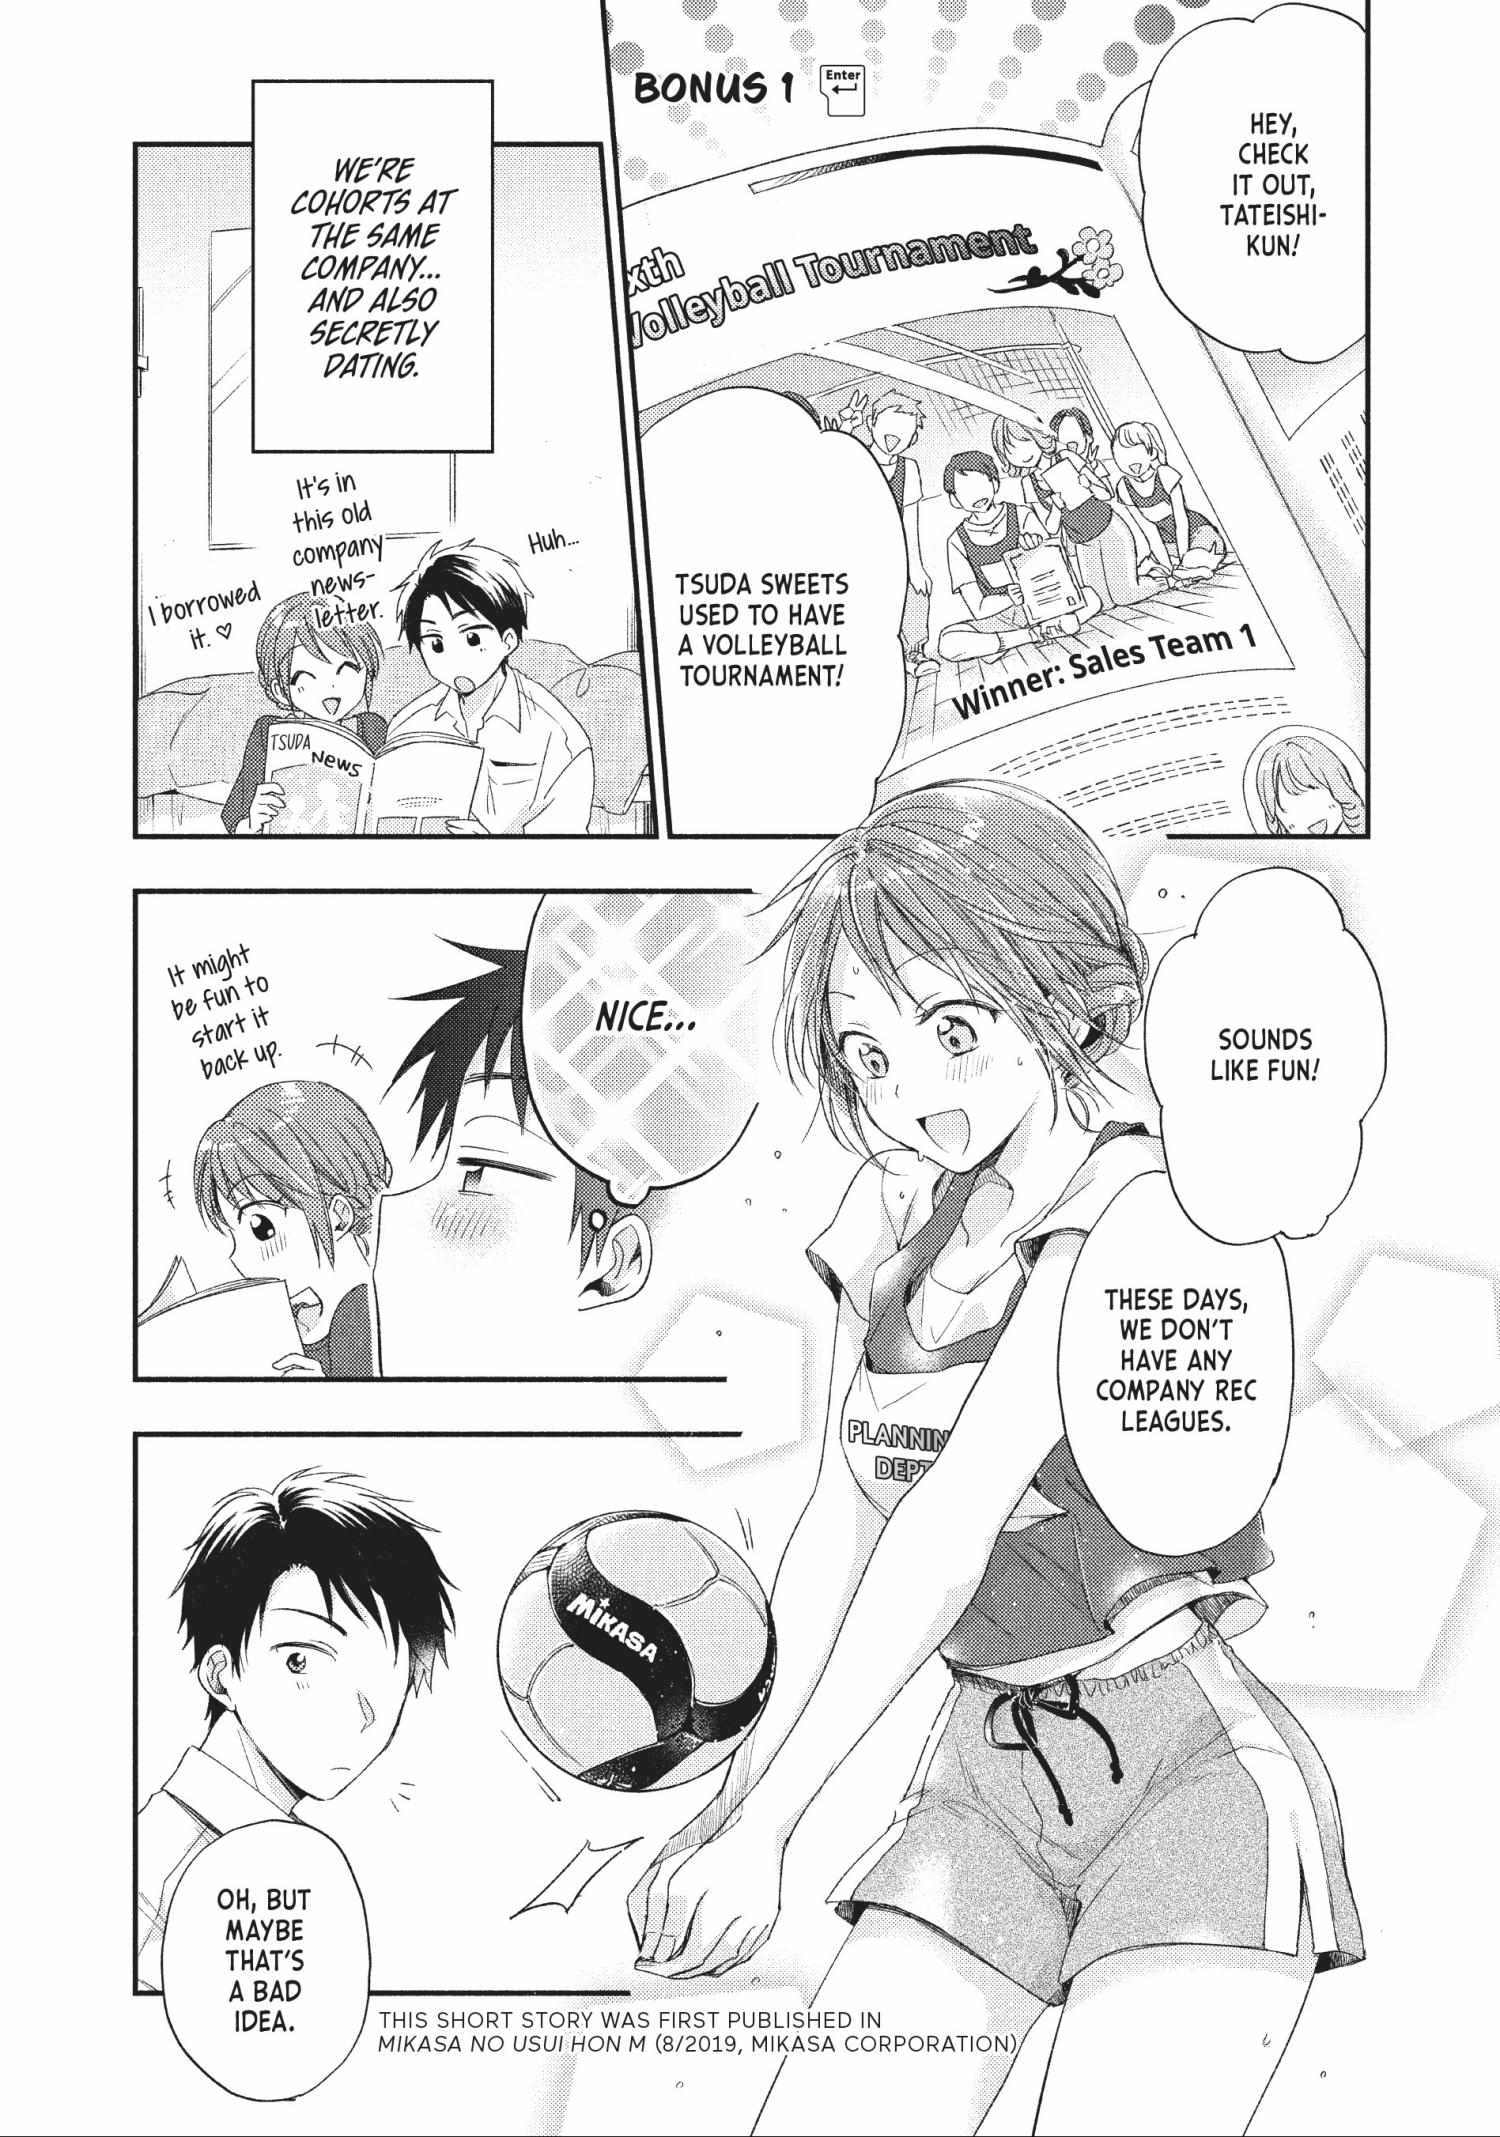 BONUS 1
Enter
HEY,
CHECK
IT OUT,
TATEISHI-
KUN!
xth
Volleyball Tournament
TSUDA SWEETS
USED TO HAVE
A VOLLEYBALL
TOURNAMENT!
Winner: Sales Team 1
WE'RE
COHORTS AT
THE SAME
COMPANY...
AND ALSO
SECRETLY
DATING.
Huh...
It's in
this old
company
news-
letter.
I borrowed
it. ♡
TSUDA
News
SOUNDS
LIKE FUN!
THESE DAYS,
WE DON'T
HAVE ANY
COMPANY REC
LEAGUES.
PLANNIN
DEPT
NICE...
It might
be fun to
start it
back up.
MIKASA
OH, BUT
MAYBE
THAT'S
A BAD
IDEA.
THIS SHORT STORY WAS FIRST PUBLISHED IN
MIKASA NO USUI HON M (8/2019, MIKASA CORPORATION)